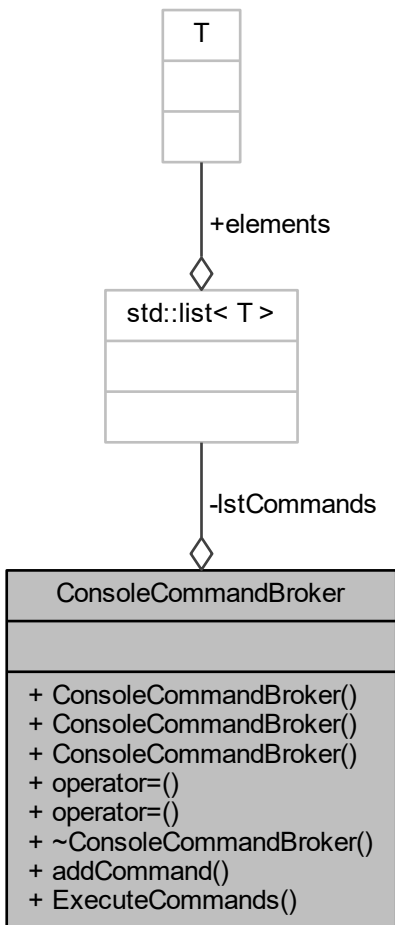 T
+elements
std::list< T >
-lstCommands
ConsoleCommandBroker
+ ConsoleCommandBroker()
+ ConsoleCommandBroker()
+ ConsoleCommandBroker()
+ operator=()
+ operator=()
+ ~ConsoleCommandBroker()
+ addCommand()
+ ExecuteCommands()